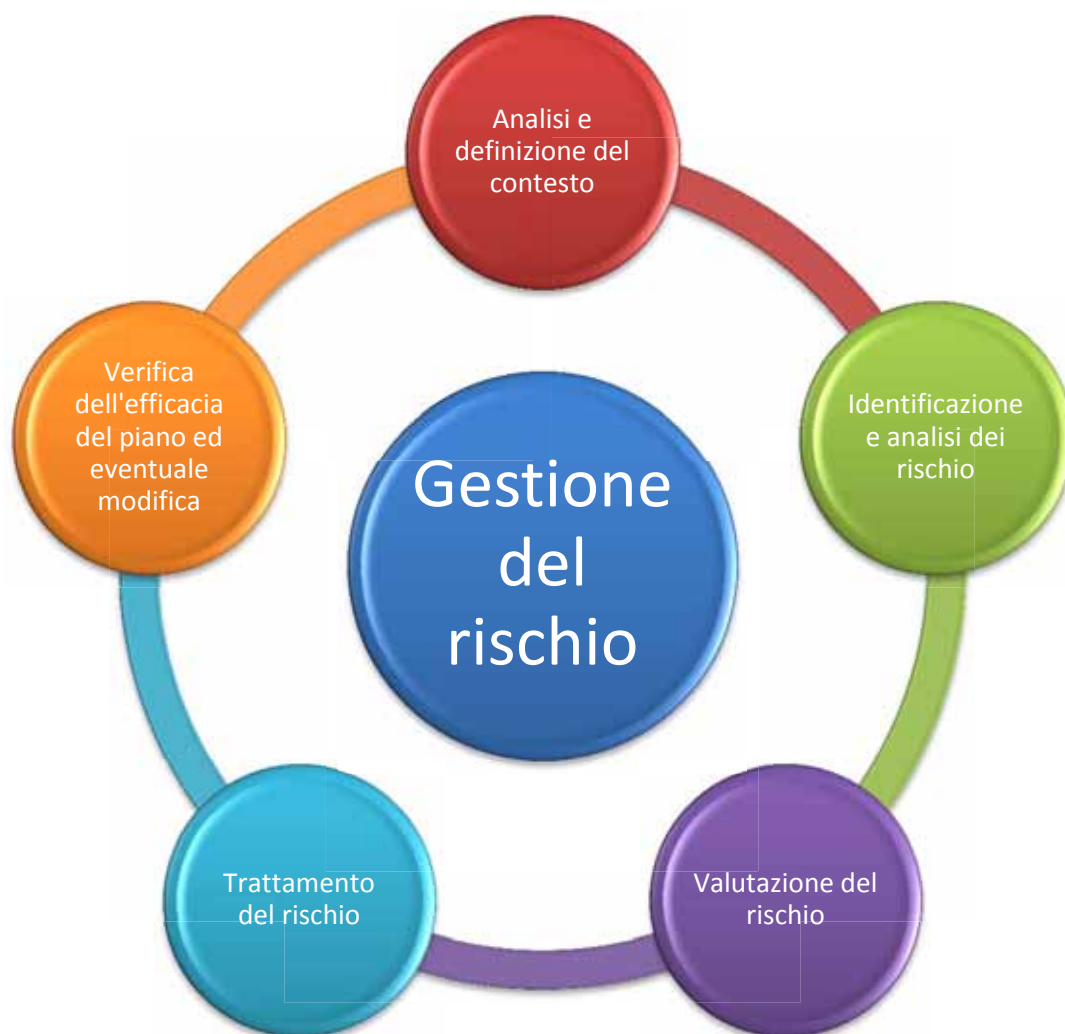 Analisi e
definizione del
contesto
Identificazione
e analisi dei
rischio
Valutazione del
rischio
Trattamento
del rischio
Verifica
dell'efficacia
del piano ed
eventuale
modifica
Gestione
del
rischio